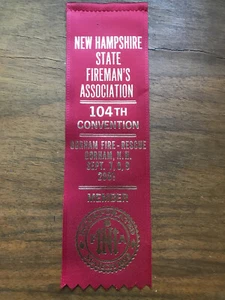 NEW HAMPSHIRE
STATE
FIREMAN'S
ASSOCIATION
104TH
CONVENTION
GORHAM FIRE-RESCUE
GORHAM, N.H.
SEPT.
MEMBER